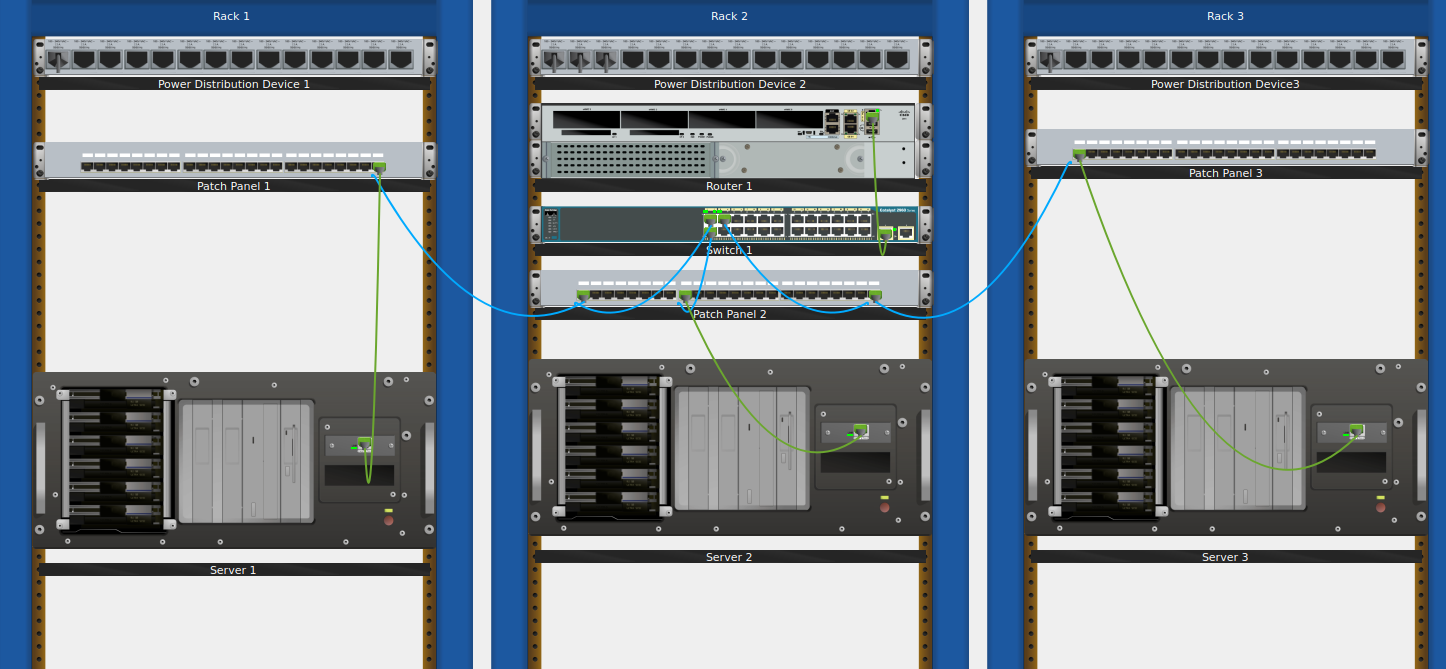 Rack 1
Rack 2
Rack 3
Power Distribution Device 1
Power Distribution Device 2
Power Distribution Device3
Patch Panel 1
Router 1
Patch Panel 3
Catalyst 2960
Switch 1
Patch Panel 2
Server 1
Server 2
Server 3